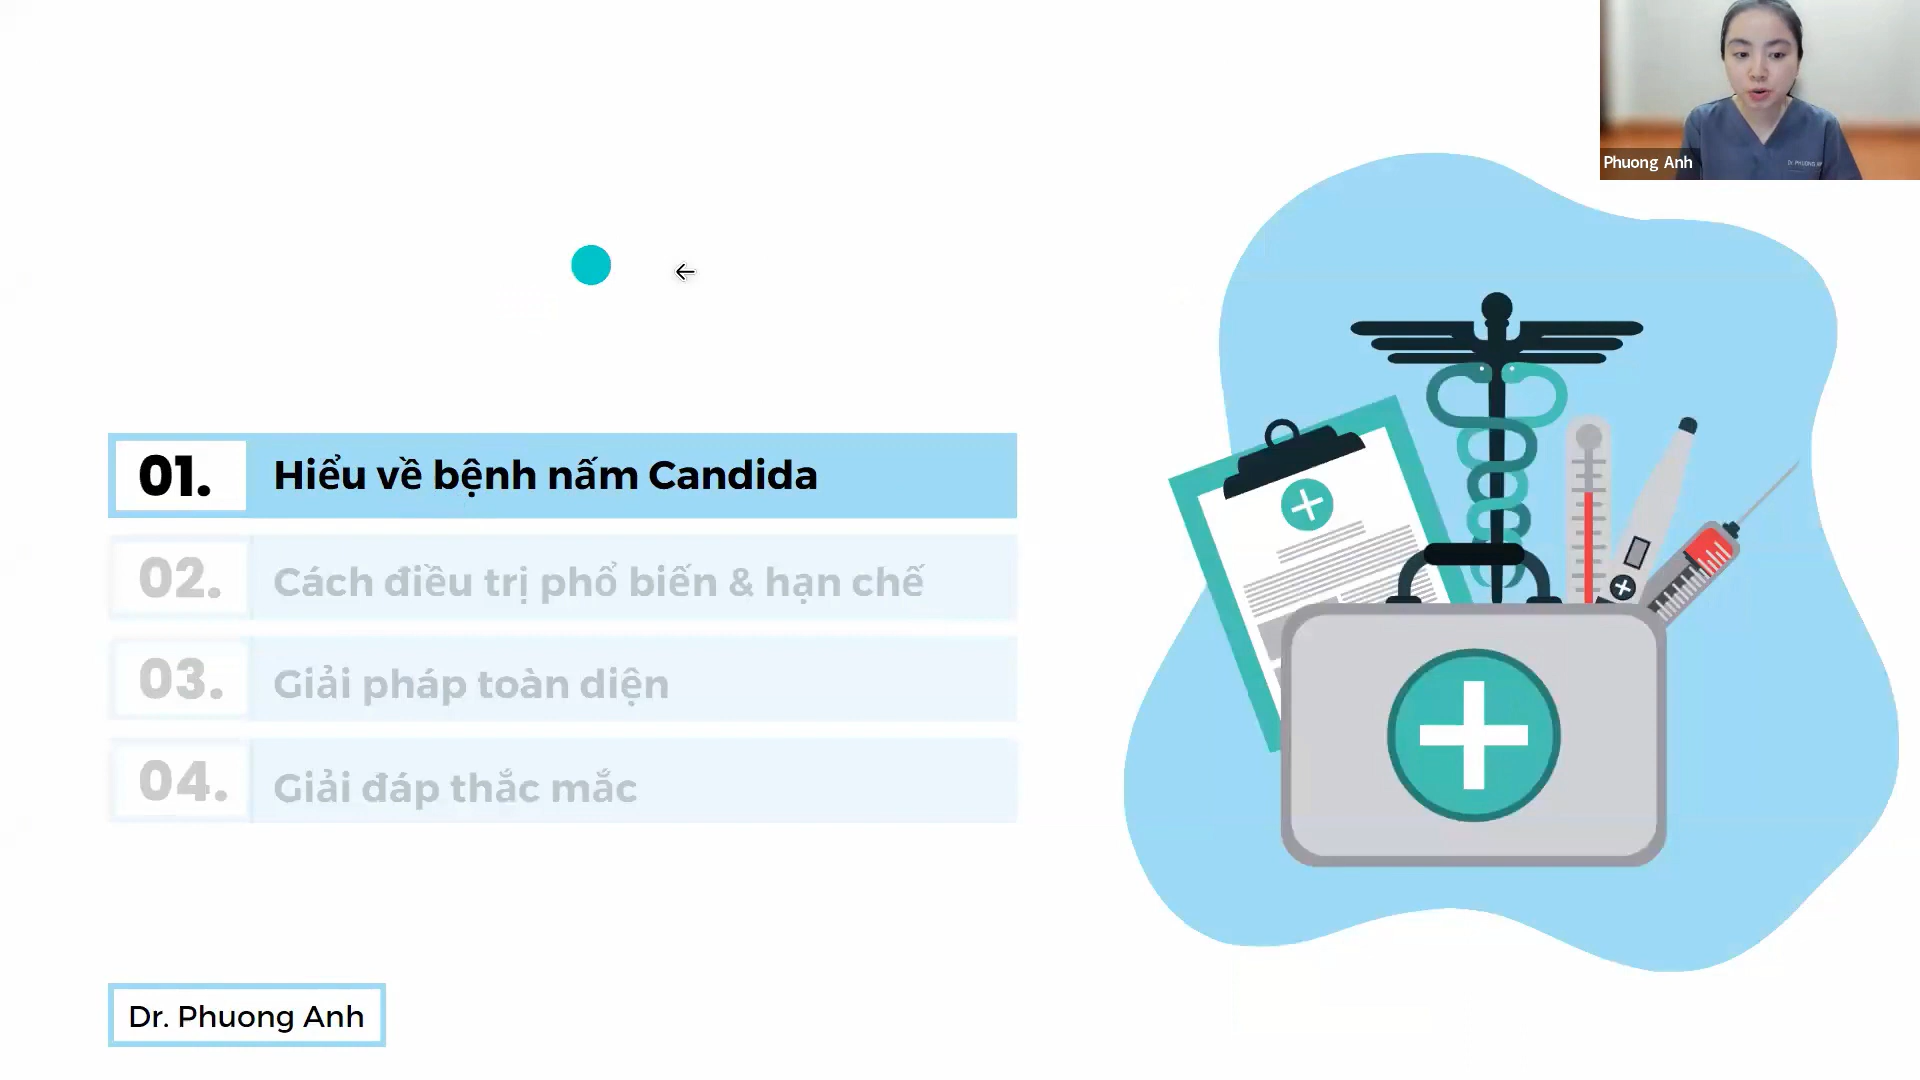 Phuong Anh
01. Hiểu về bệnh nấm Candida
02. Cách điều trị phổ biến & hạn chế
03. Giải pháp toàn diện
04. Giải đáp thắc mắc
Dr. Phuong Anh